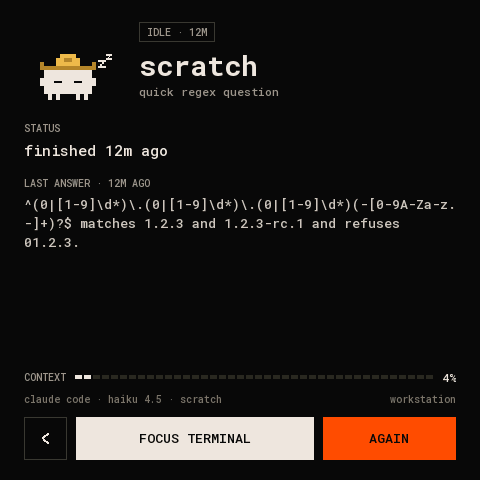 IDLE · 12M
scratch
quick regex question
STATUS
finished 12m ago
LAST ANSWER · 12M AGO
^(0|[1-9]\d*)\.(0|[1-9]\d*)\.(0|[1-9]\d*)(-[0-9A-Za-z.
-]+)?$ matches 1.2.3 and 1.2.3-rc.1 and refuses
01.2.3.
CONTEXT 4%
claude code · haiku 4.5 · scratch workstation
< FOCUS TERMINAL AGAIN